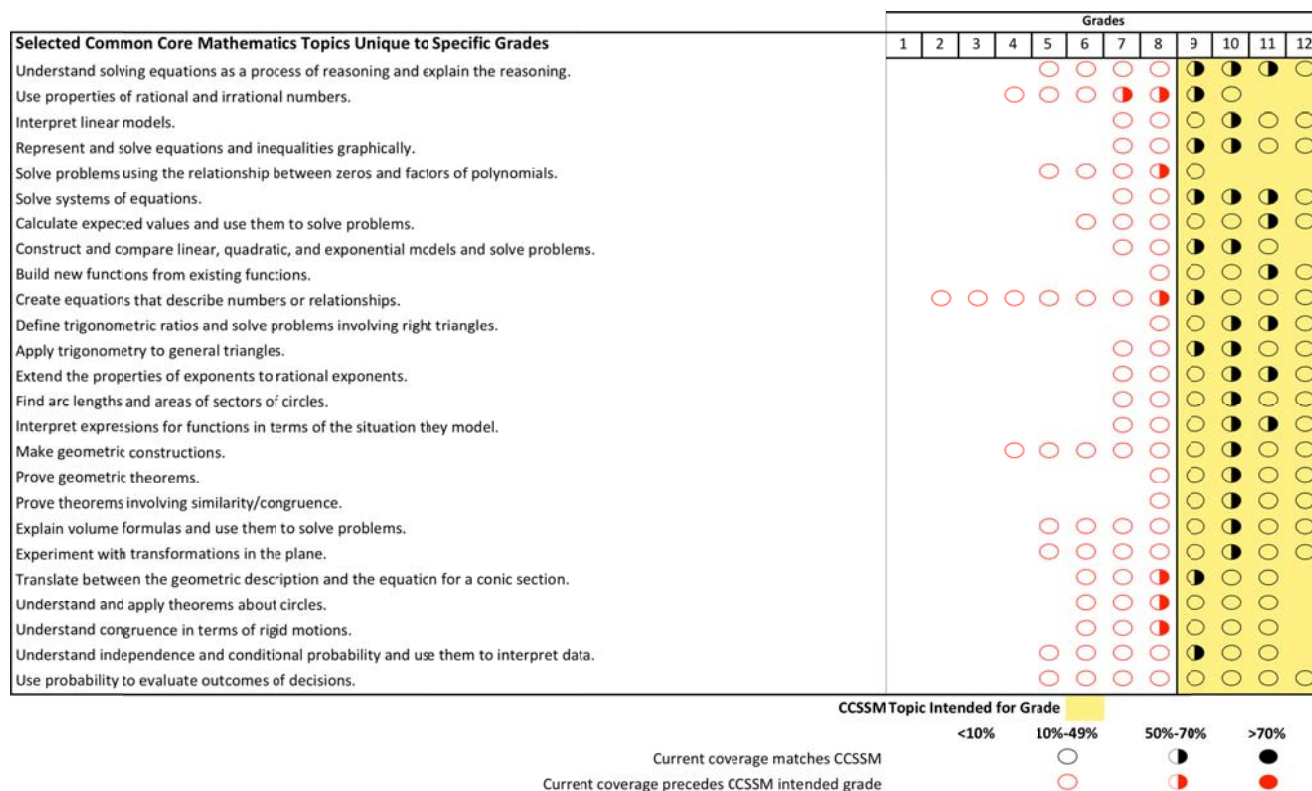 Grades
Selected Common Core Mathematics Topics Unique to Specific Grades 1 2 3 4 5 6 7 8 9 10 11 12
Understand solving equations as a process of reasoning and explain the reasoning.
Use properties of rational and irrational numbers.
Interpret linear models.
Represent and solve equations and inequalities graphically.
Solve problems using the relationship between zeros and factors of polynomials.
Solve systems of equations.
Calculate expected values and use them to solve problems.
Construct and compare linear, quadratic, and exponential models and solve problems.
Build new functions from existing functions.
Create equations that describe numbers or relationships.
Define trigonometric ratios and solve problems involving right triangles.
Apply trigonometry to general triangles.
Extend the properties of exponents to rational exponents.
Find arc lengths and areas of sectors of circles.
Interpret expressions for functions in terms of the situation they model.
Make geometric constructions.
Prove geometric theorems.
Prove theorems involving similarity/congruence.
Explain volume formulas and use them to solve problems.
Experiment with transformations in the plane.
Translate between the geometric description and the equation for a conic section.
Understand and apply theorems about circles.
Understand congruence in terms of rigid motions.
Understand independence and conditional probability and use them to interpret data.
Use probability to evaluate outcomes of decisions.
CCSSM Topic Intended for Grade
<10% 10%-49% 50%-70% >70%
Current coverage matches CCSSM
Current coverage precedes CCSSM intended grade